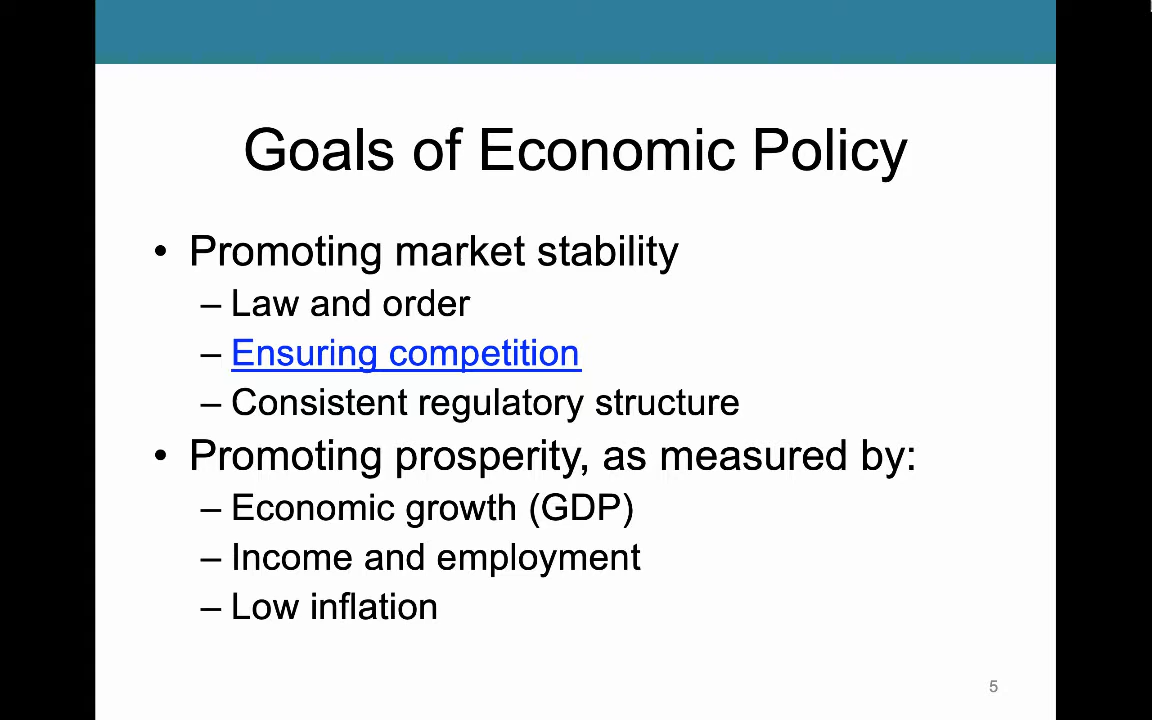 Goals of Economic Policy
• Promoting market stability
– Law and order
– Ensuring competition
– Consistent regulatory structure
• Promoting prosperity, as measured by:
– Economic growth (GDP)
– Income and employment
– Low inflation
5